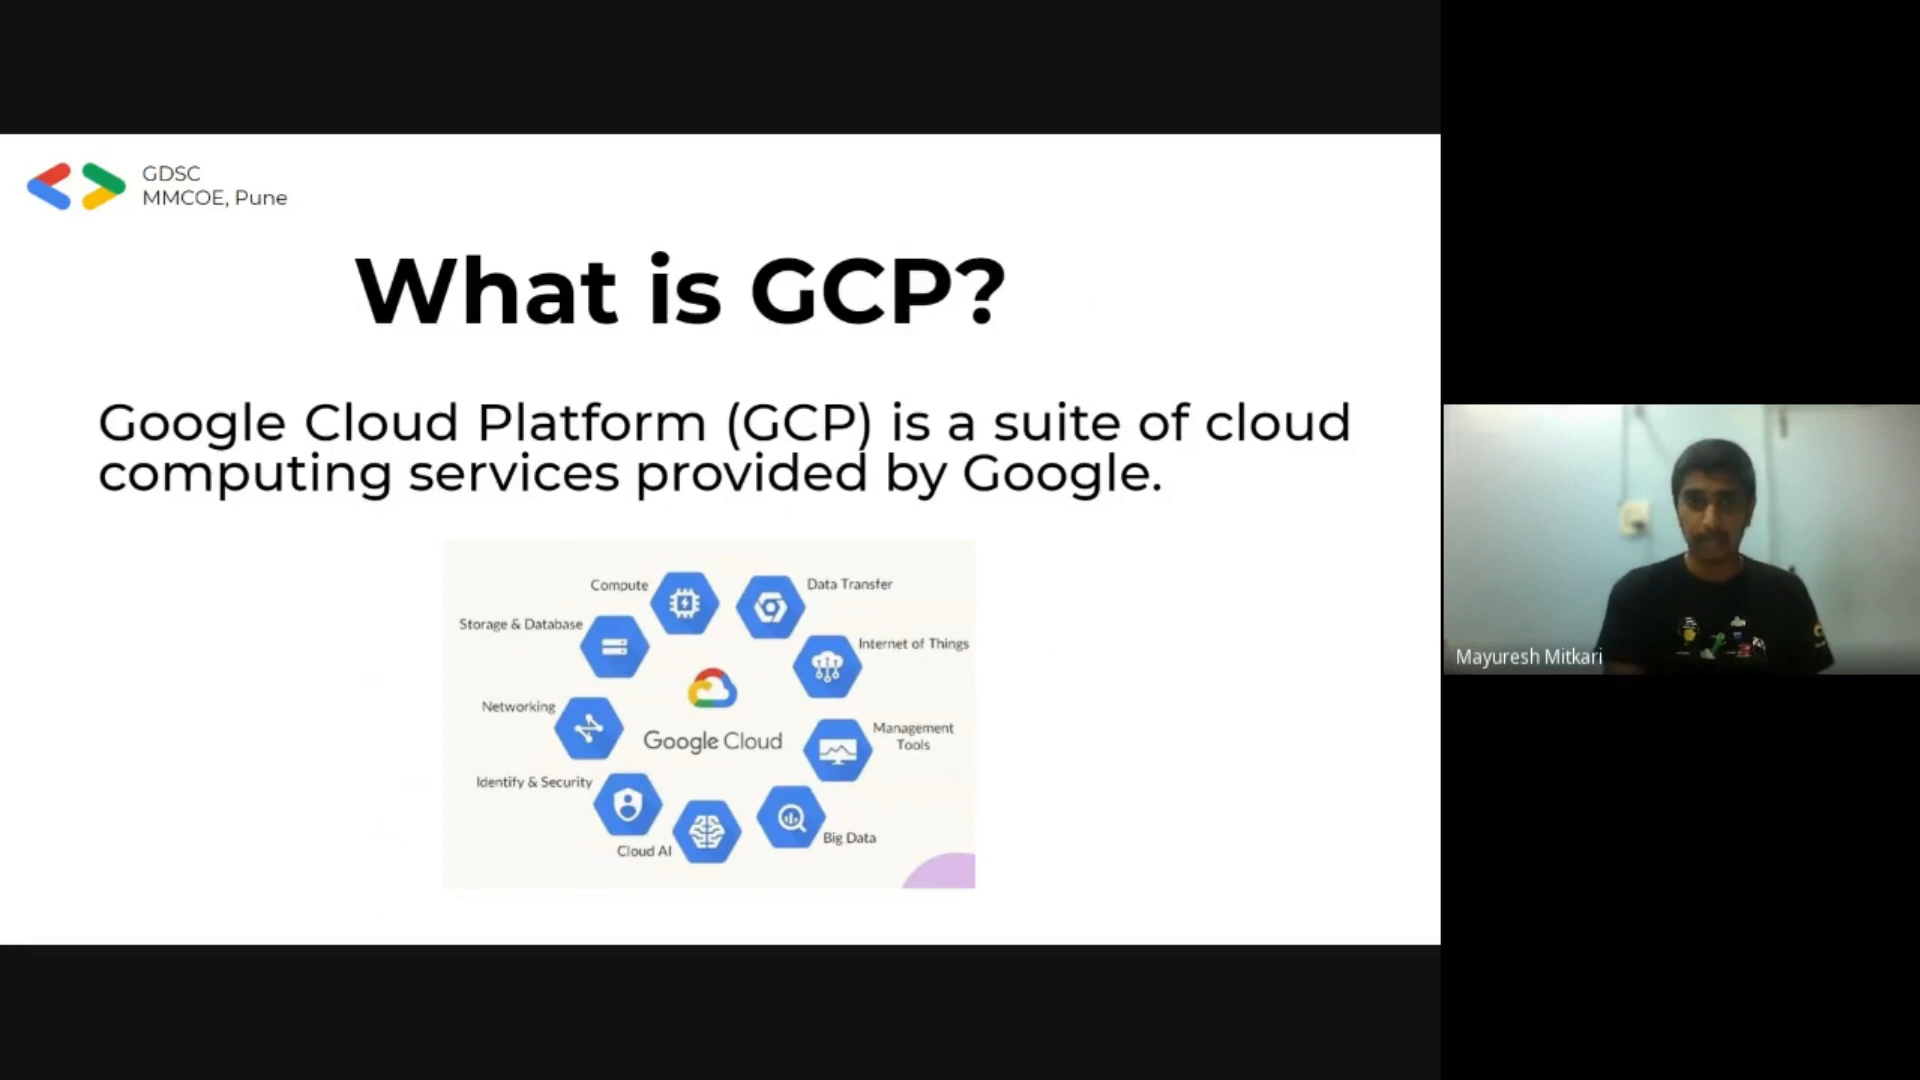 GDSC
MMCOE, Pune
What is GCP?
Google Cloud Platform (GCP) is a suite of cloud
computing services provided by Google.
Compute
Data Transfer
Storage & Database
Internet of Things
Networking
Google Cloud
Management
Tools
Identify & Security
Cloud AI
Big Data
Mayuresh Mitkari